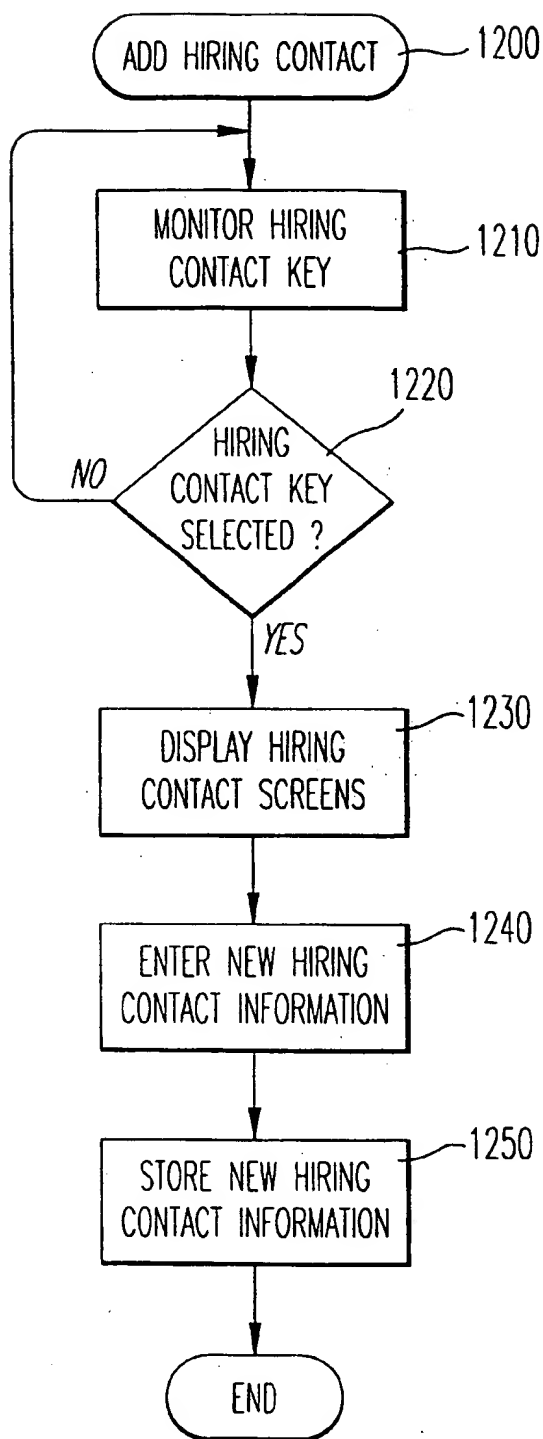 ADD HIRING CONTACT
1200
MONITOR HIRING
CONTACT KEY
1210
1220
HIRING
CONTACT KEY
SELECTED ?
NO
YES
DISPLAY HIRING
CONTACT SCREENS
1230
ENTER NEW HIRING
CONTACT INFORMATION
1240
STORE NEW HIRING
CONTACT INFORMATION
1250
END